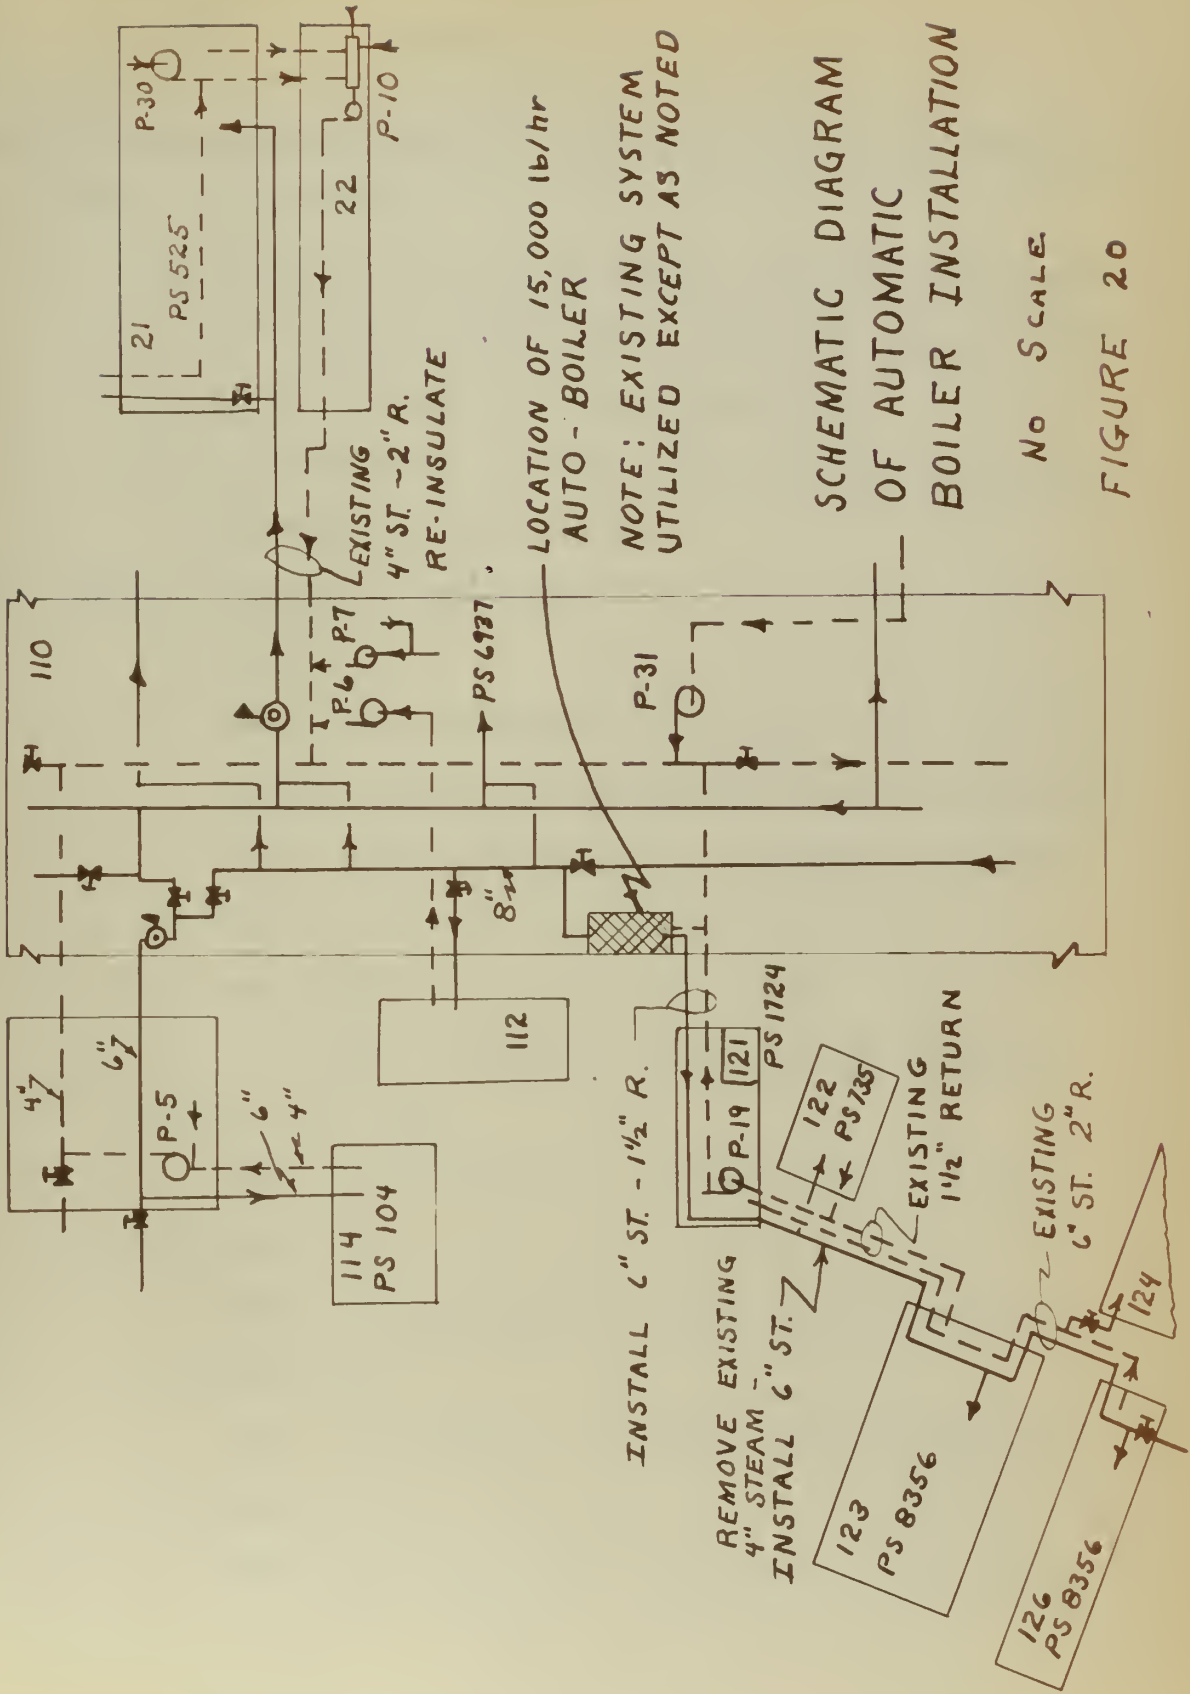 110
21
PS 525
P-30
22
P-10
EXISTING
4" ST. ~2" R.
RE-INSULATE
P-6
P-7
PS 6937
LOCATION OF 15,000 lb/hr
AUTO-BOILER
NOTE: EXISTING SYSTEM
UTILIZED EXCEPT AS NOTED
P-31
8"
4"
6"
P-5
6"
4"
114
PS 104
112
INSTALL 6" ST. - 1½" R.
P-19
121
PS 1724
122
PS 735
EXISTING
1½" RETURN
REMOVE EXISTING
4" STEAM -
INSTALL 6" ST.
EXISTING
6" ST. 2" R.
123
PS 8356
124
126
PS 8356
SCHEMATIC DIAGRAM
OF AUTOMATIC
BOILER INSTALLATION
NO SCALE
FIGURE 20